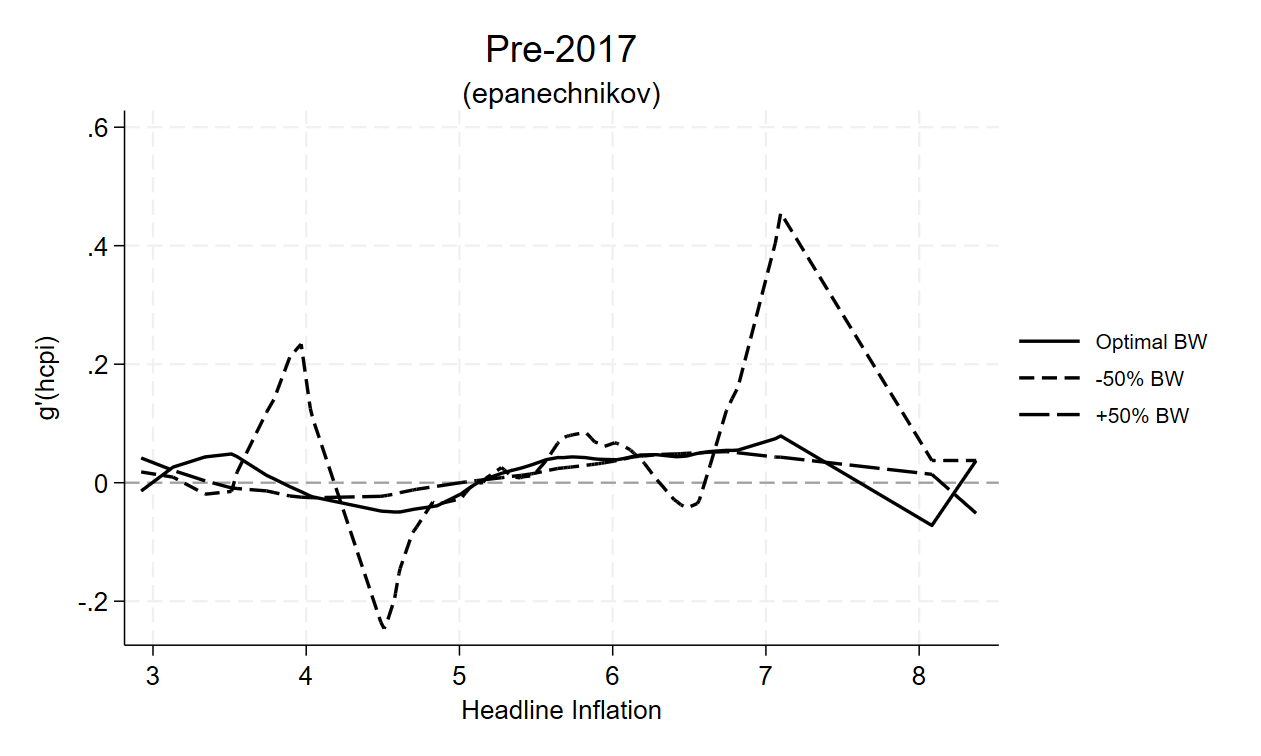 Pre-2017
(epanechnikov)
.6
.4
.2
0
-.2
g'(hcpi)
3 4 5 6 7 8
Headline Inflation
Optimal BW
-50% BW
+50% BW